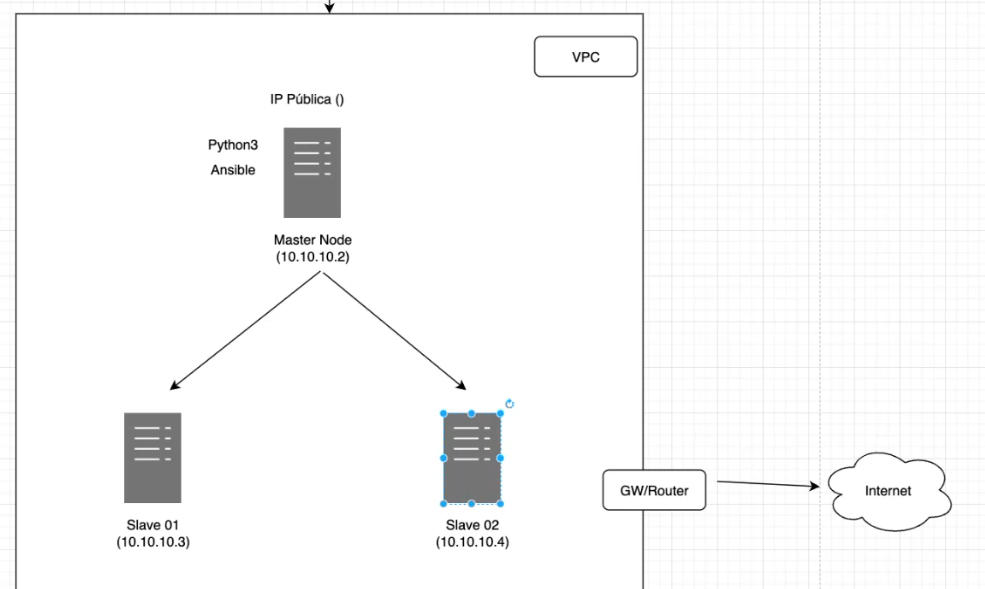 VPC
IP Pública ()
Python3
Ansible
Master Node
(10.10.10.2)
Slave 01
(10.10.10.3)
Slave 02
(10.10.10.4)
GW/Router
Internet